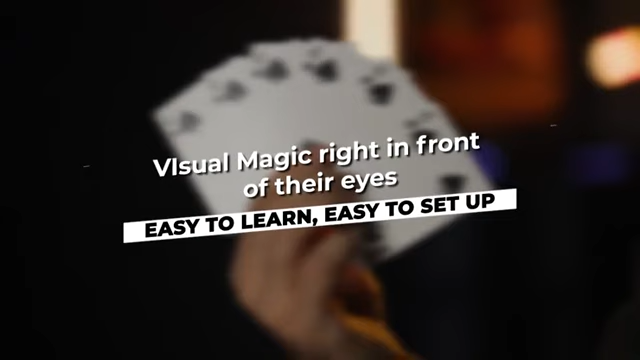 VIsual Magic right in front
of their eyes
EASY TO LEARN, EASY TO SET UP